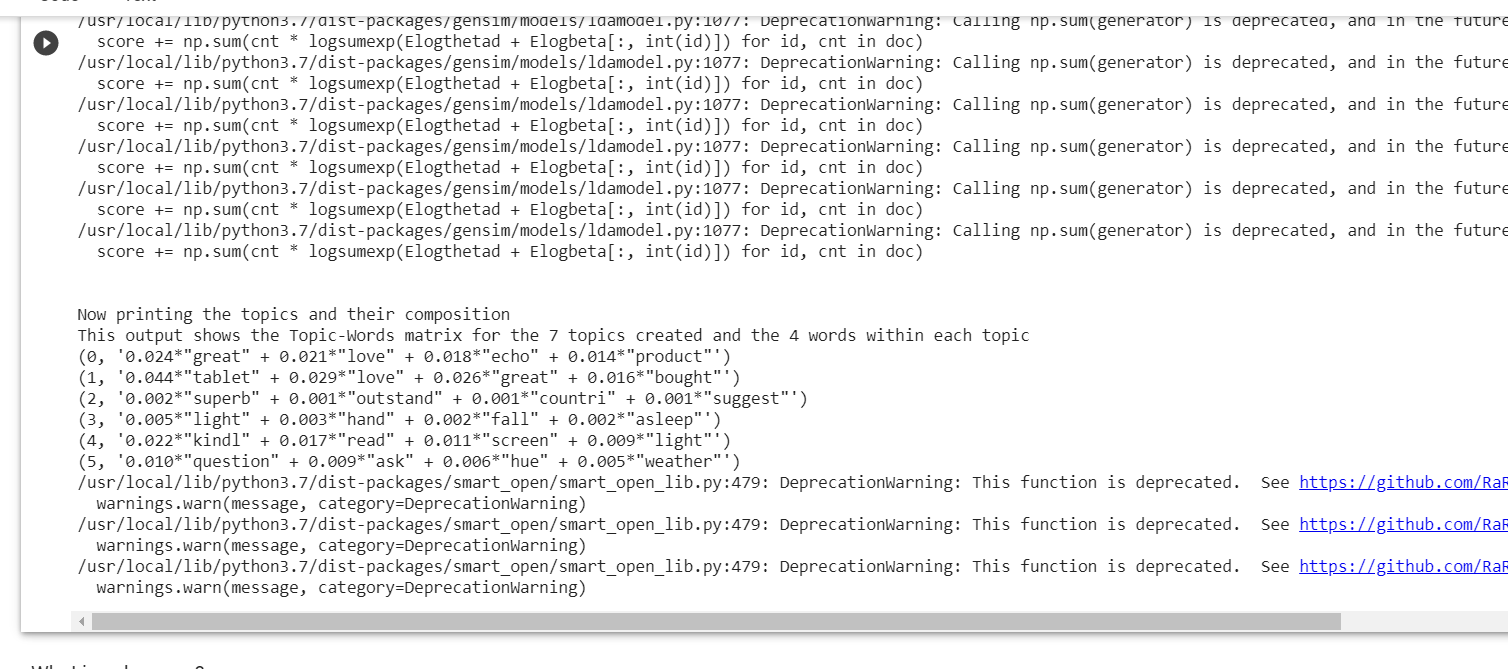 /usr/local/lib/python3.7/dist-packages/gensim/models/ldamodel.py:1077: DeprecationWarning: Calling np.sum(generator) is deprecated, and in the future
score += np.sum(cnt * logsumexp(Elogthetad + Elogbeta[:, int(id)]) for id, cnt in doc)
/usr/local/lib/python3.7/dist-packages/gensim/models/ldamodel.py:1077: DeprecationWarning: Calling np.sum(generator) is deprecated, and in the future
score += np.sum(cnt * logsumexp(Elogthetad + Elogbeta[:, int(id)]) for id, cnt in doc)
/usr/local/lib/python3.7/dist-packages/gensim/models/ldamodel.py:1077: DeprecationWarning: Calling np.sum(generator) is deprecated, and in the future
score += np.sum(cnt * logsumexp(Elogthetad + Elogbeta[:, int(id)]) for id, cnt in doc)
/usr/local/lib/python3.7/dist-packages/gensim/models/ldamodel.py:1077: DeprecationWarning: Calling np.sum(generator) is deprecated, and in the future
score += np.sum(cnt * logsumexp(Elogthetad + Elogbeta[:, int(id)]) for id, cnt in doc)
/usr/local/lib/python3.7/dist-packages/gensim/models/ldamodel.py:1077: DeprecationWarning: Calling np.sum(generator) is deprecated, and in the future
score += np.sum(cnt * logsumexp(Elogthetad + Elogbeta[:, int(id)]) for id, cnt in doc)
/usr/local/lib/python3.7/dist-packages/gensim/models/ldamodel.py:1077: DeprecationWarning: Calling np.sum(generator) is deprecated, and in the future
score += np.sum(cnt * logsumexp(Elogthetad + Elogbeta[:, int(id)]) for id, cnt in doc)
Now printing the topics and their composition
This output shows the Topic-Words matrix for the 7 topics created and the 4 words within each topic
(0, '0.024*"great" + 0.021*"love" + 0.018*"echo" + 0.014*"product"')
(1, '0.044*"tablet" + 0.029*"love" + 0.026*"great" + 0.016*"bought"')
(2, '0.002*"superb" + 0.001*"outstand" + 0.001*"countri" + 0.001*"suggest"')
(3, '0.005*"light" + 0.003*"hand" + 0.002*"fall" + 0.002*"asleep"')
(4, '0.022*"kindl" + 0.017*"read" + 0.011*"screen" + 0.009*"light"')
(5, '0.010*"question" + 0.009*"ask" + 0.006*"hue" + 0.005*"weather"')
/usr/local/lib/python3.7/dist-packages/smart_open/smart_open_lib.py:479: DeprecationWarning: This function is deprecated.  See https://github.com/RaR
warnings.warn(message, category=DeprecationWarning)
/usr/local/lib/python3.7/dist-packages/smart_open/smart_open_lib.py:479: DeprecationWarning: This function is deprecated.  See https://github.com/RaR
warnings.warn(message, category=DeprecationWarning)
/usr/local/lib/python3.7/dist-packages/smart_open/smart_open_lib.py:479: DeprecationWarning: This function is deprecated.  See https://github.com/RaR
warnings.warn(message, category=DeprecationWarning)